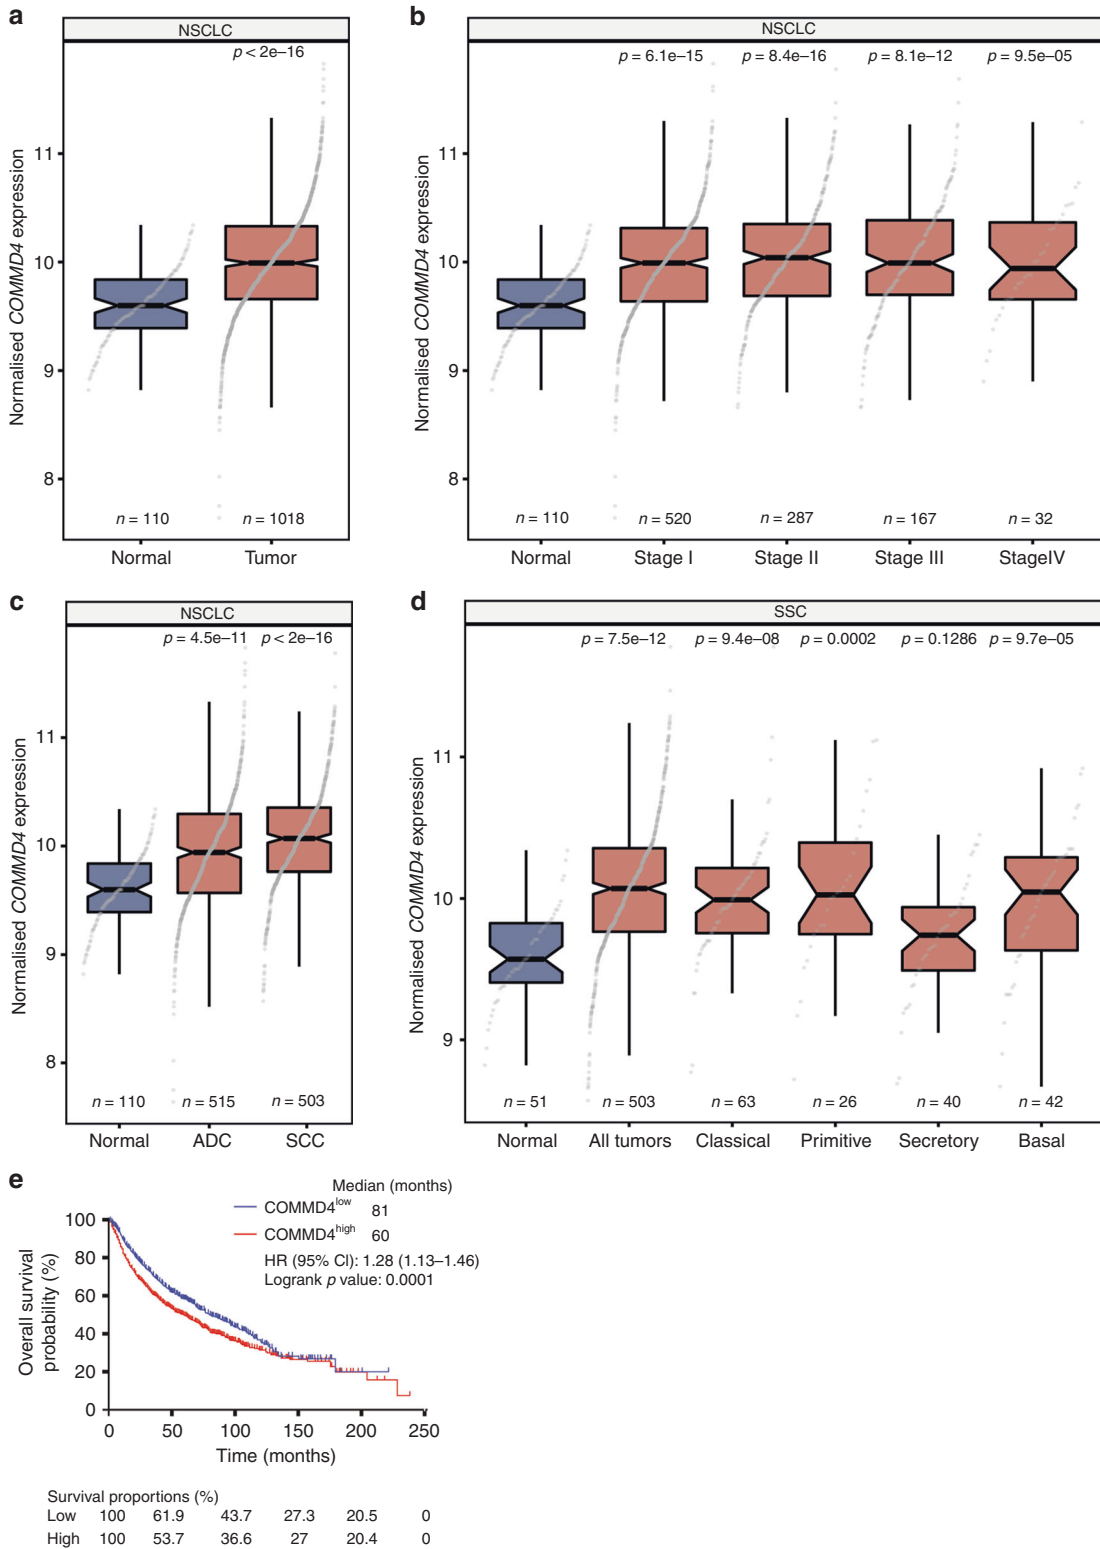 a
NSCLC
p < 2e–16
Normalised COMMD4 expression
11
10
9
8
n = 110 n = 1018
Normal Tumor
b
NSCLC
p = 6.1e–15 p = 8.4e–16 p = 8.1e–12 p = 9.5e–05
Normalised COMMD4 expression
11
10
9
8
n = 110 n = 520 n = 287 n = 167 n = 32
Normal Stage I Stage II Stage III StageIV
c
NSCLC
p = 4.5e–11 p < 2e–16
Normalised COMMD4 expression
11
10
9
8
n = 110 n = 515 n = 503
Normal ADC SCC
d
SSC
p = 7.5e–12 p = 9.4e–08 p = 0.0002 p = 0.1286 p = 9.7e–05
Normalised COMMD4 expression
11
10
9
n = 51 n = 503 n = 63 n = 26 n = 40 n = 42
Normal All tumors Classical Primitive Secretory Basal
e
Median (months)
COMMD4low 81
COMMD4high 60
HR (95% CI): 1.28 (1.13–1.46)
Logrank p value: 0.0001
Overall survival
probability (%)
100
80
60
40
20
0
0 50 100 150 200 250
Time (months)
Survival proportions (%)
Low 100 61.9 43.7 27.3 20.5 0
High 100 53.7 36.6 27 20.4 0